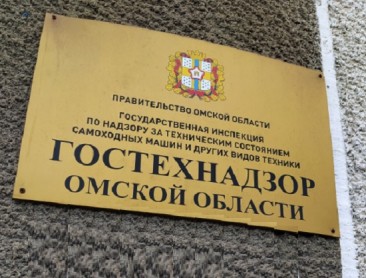 ПРАВИТЕЛЬСТВО ОМСКОЙ ОБЛАСТИ
ГОСУДАРСТВЕННАЯ ИНСПЕКЦИЯ
ПО НАДЗОРУ ЗА ТЕХНИЧЕСКИМ СОСТОЯНИЕМ
САМОХОДНЫХ МАШИН И ДРУГИХ ВИДОВ ТЕХНИКИ
ГОСТЕХНАДЗОР
ОМСКОЙ ОБЛАСТИ